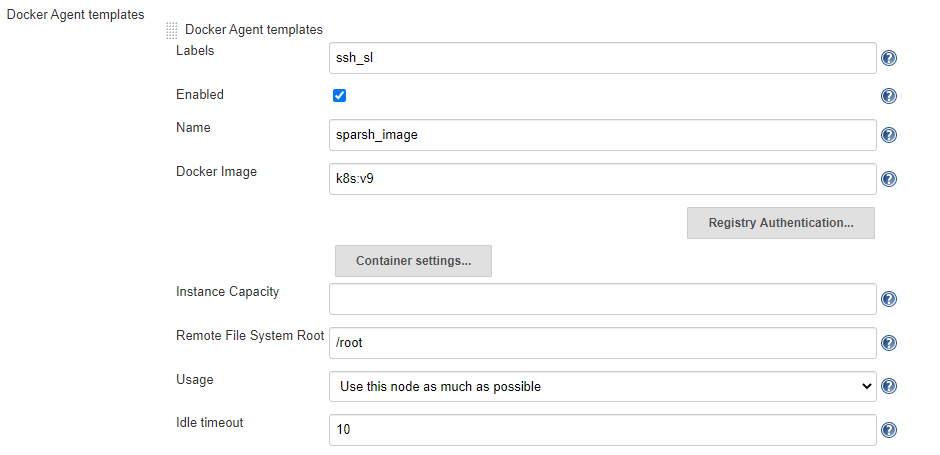 Docker Agent templates
Docker Agent templates
Labels
ssh_sl
Enabled
Name
sparsh_image
Docker Image
k8s:v9
Registry Authentication...
Container settings...
Instance Capacity
Remote File System Root
/root
Usage
Use this node as much as possible
Idle timeout
10